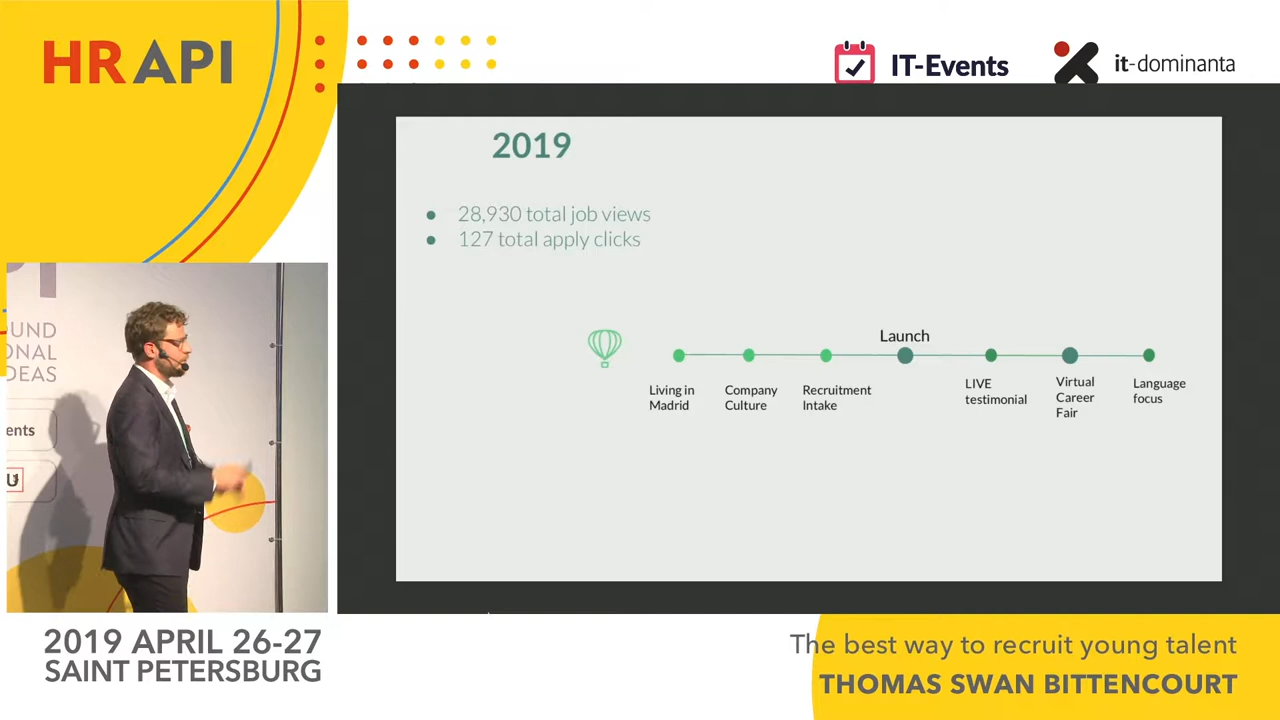 HR API
IT-Events
it-dominanta
2019
28,930 total job views
127 total apply clicks
Launch
Living in
Madrid
Company
Culture
Recruitment
Intake
LIVE
testimonial
Virtual
Career
Fair
Language
focus
UND
ONAL
DEAS
ents
U
2019 APRIL 26-27
SAINT PETERSBURG
The best way to recruit young talent
THOMAS SWAN BITTENCOURT